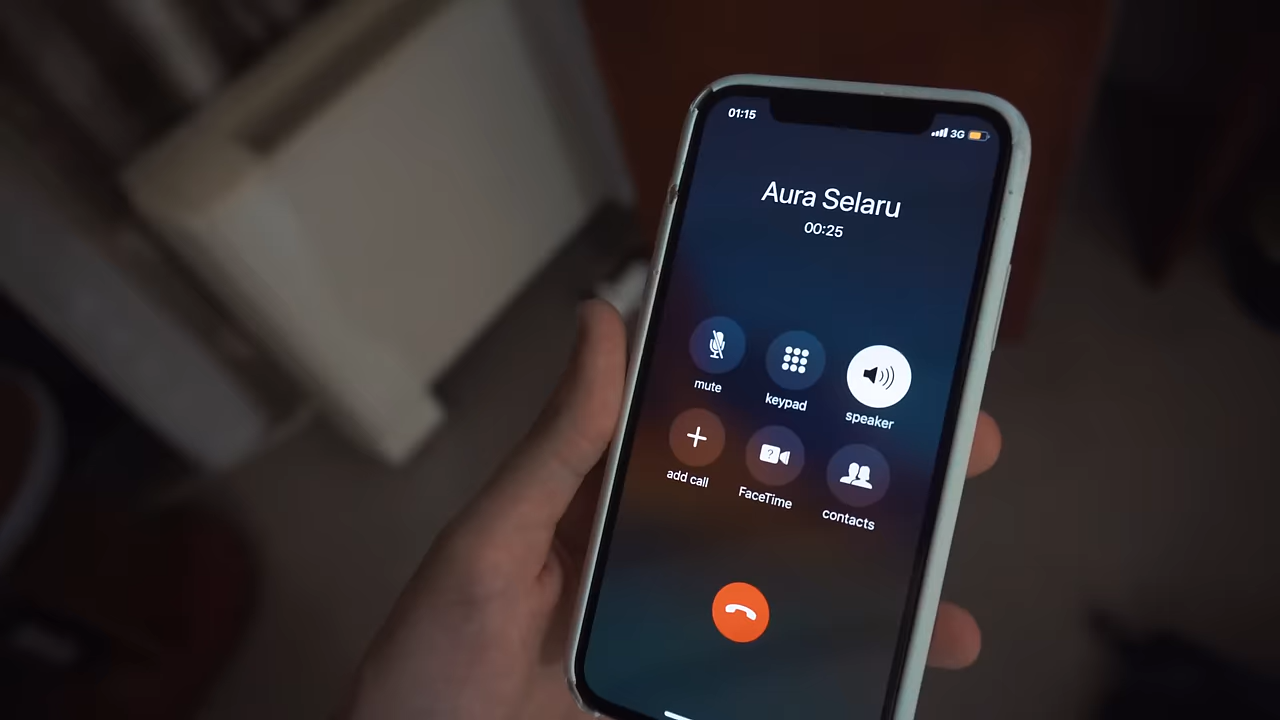 01:15
3G
Aura Selaru
00:25
mute
keypad
speaker
add call
FaceTime
contacts